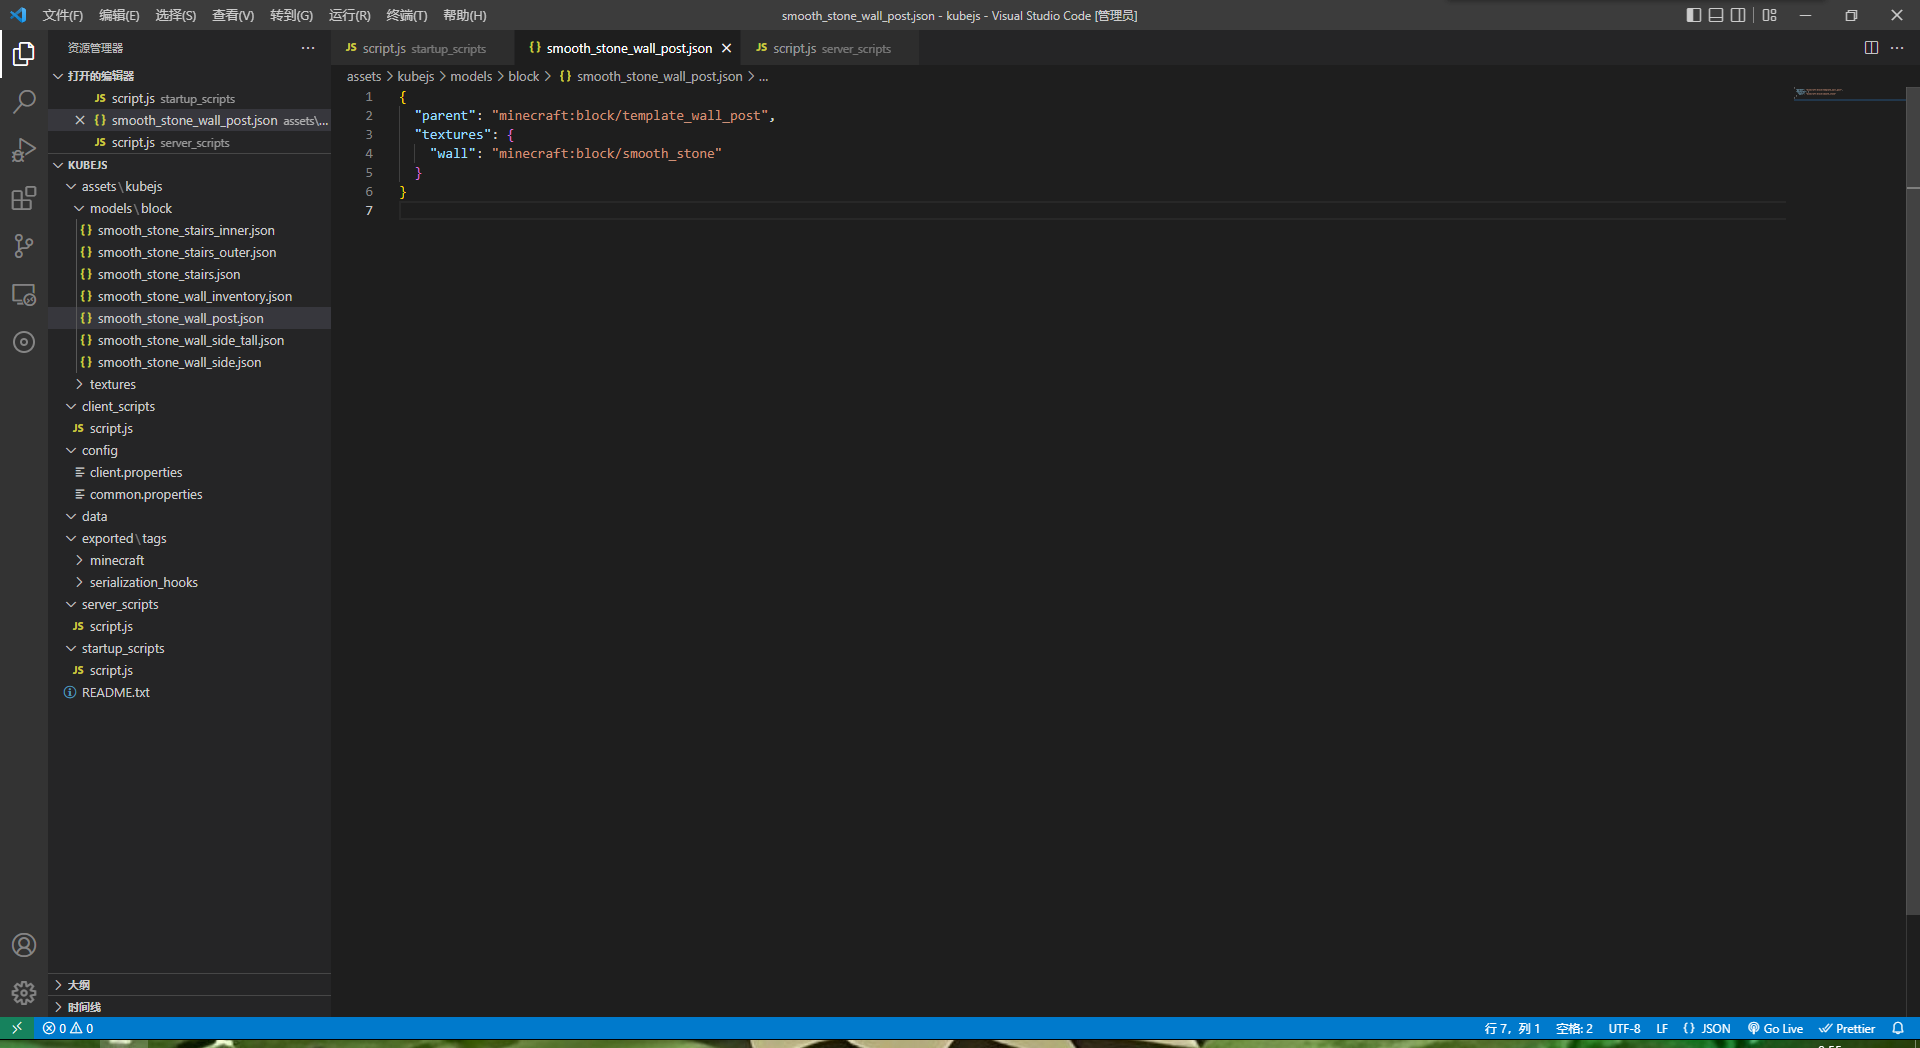 文件(F) 编辑(E) 选择(S) 查看(V) 转到(G) 运行(R) 终端(T) 帮助(H)
smooth_stone_wall_post.json - kubejs - Visual Studio Code [管理员]
资源管理器
打开的编辑器
JS script.js startup_scripts
{} smooth_stone_wall_post.json assets\...
JS script.js server_scripts
KUBEJS
assets\kubejs
models\block
{} smooth_stone_stairs_inner.json
{} smooth_stone_stairs_outer.json
{} smooth_stone_stairs.json
{} smooth_stone_wall_inventory.json
{} smooth_stone_wall_post.json
{} smooth_stone_wall_side_tall.json
{} smooth_stone_wall_side.json
textures
client_scripts
JS script.js
config
client.properties
common.properties
data
exported\tags
minecraft
serialization_hooks
server_scripts
JS script.js
startup_scripts
JS script.js
README.txt
大纲
时间线
JS script.js startup_scripts
{} smooth_stone_wall_post.json
JS script.js server_scripts
assets > kubejs > models > block > {} smooth_stone_wall_post.json > ...
1 {
2 "parent": "minecraft:block/template_wall_post",
3 "textures": {
4 "wall": "minecraft:block/smooth_stone"
5 }
6 }
7
0 0
行 7，列 1 空格: 2 UTF-8 LF {} JSON Go Live Prettier